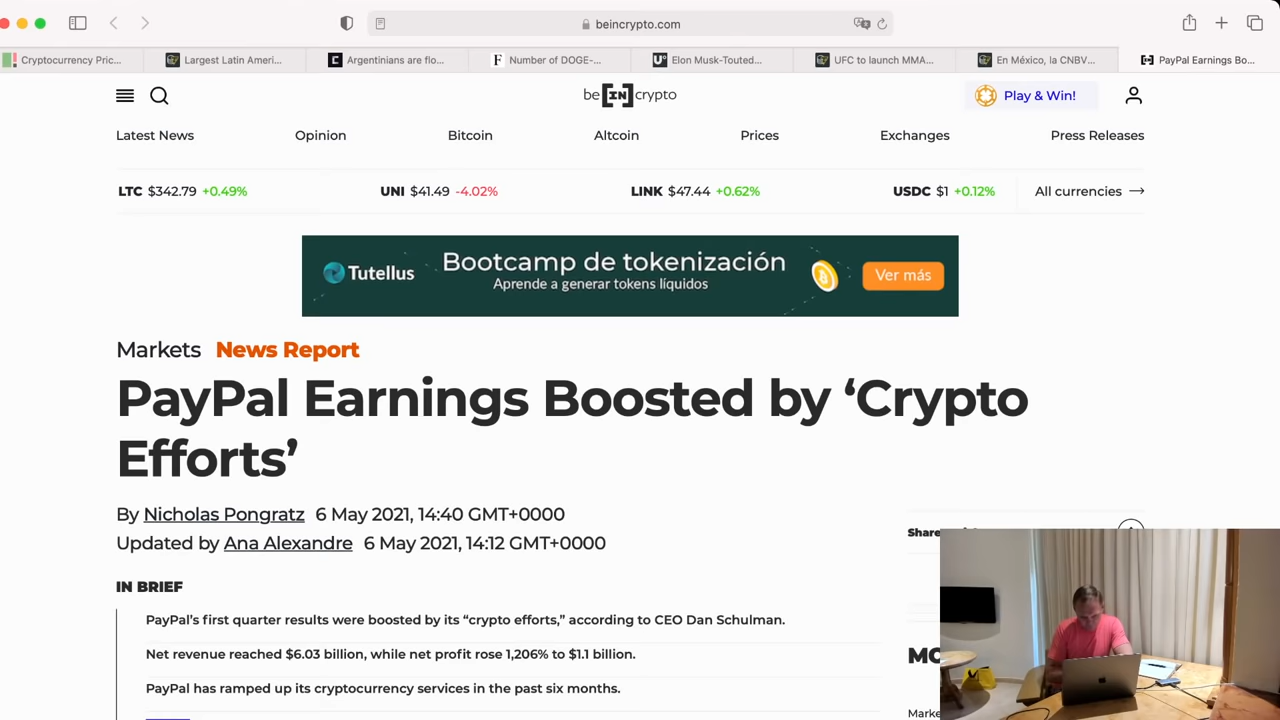 beincrypto.com
Cryptocurrency Pric...
Largest Latin Ameri...
Argentinians are flo...
Number of DOGE-...
Elon Musk-Touted...
UFC to launch MMA...
En México, la CNBV...
PayPal Earnings Bo...
be[IN]crypto
Play & Win!
Latest News
Opinion
Bitcoin
Altcoin
Prices
Exchanges
Press Releases
LTC $342.79 +0.49%
UNI $41.49 -4.02%
LINK $47.44 +0.62%
USDC $1 +0.12%
All currencies →
Tutellus
Bootcamp de tokenización
Aprende a generar tokens líquidos
Ver más
Markets News Report
PayPal Earnings Boosted by ‘Crypto
Efforts’
By Nicholas Pongratz 6 May 2021, 14:40 GMT+0000
Updated by Ana Alexandre 6 May 2021, 14:12 GMT+0000
Share
IN BRIEF
PayPal’s first quarter results were boosted by its “crypto efforts,” according to CEO Dan Schulman.
Net revenue reached $6.03 billion, while net profit rose 1,206% to $1.1 billion.
PayPal has ramped up its cryptocurrency services in the past six months.